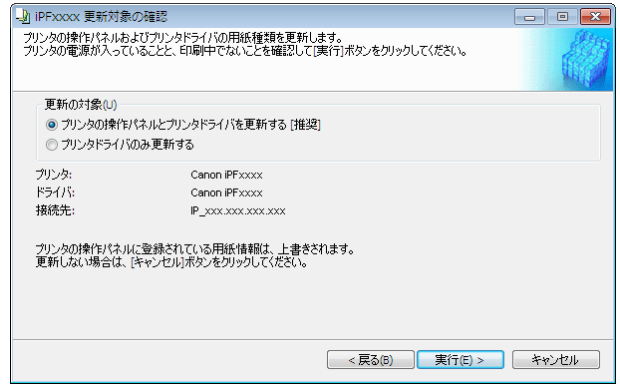 iPFxxxx 更新対象の確認
プリンタの操作パネルおよびプリンタドライバの用紙種類を更新します。
プリンタの電源が入っていることと、印刷中でないことを確認して[実行]ボタンをクリックしてください。
更新の対象(U)
プリンタの操作パネルとプリンタドライバを更新する [推奨]
プリンタドライバのみ更新する
プリンタ: Canon iPFxxxx
ドライバ: Canon iPFxxxx
接続先: IP_xxx.xxx.xxx.xxx
プリンタの操作パネルに登録されている用紙情報は、上書きされます。
更新しない場合は、[キャンセル]ボタンをクリックしてください。
< 戻る(B) 実行(E) > キャンセル